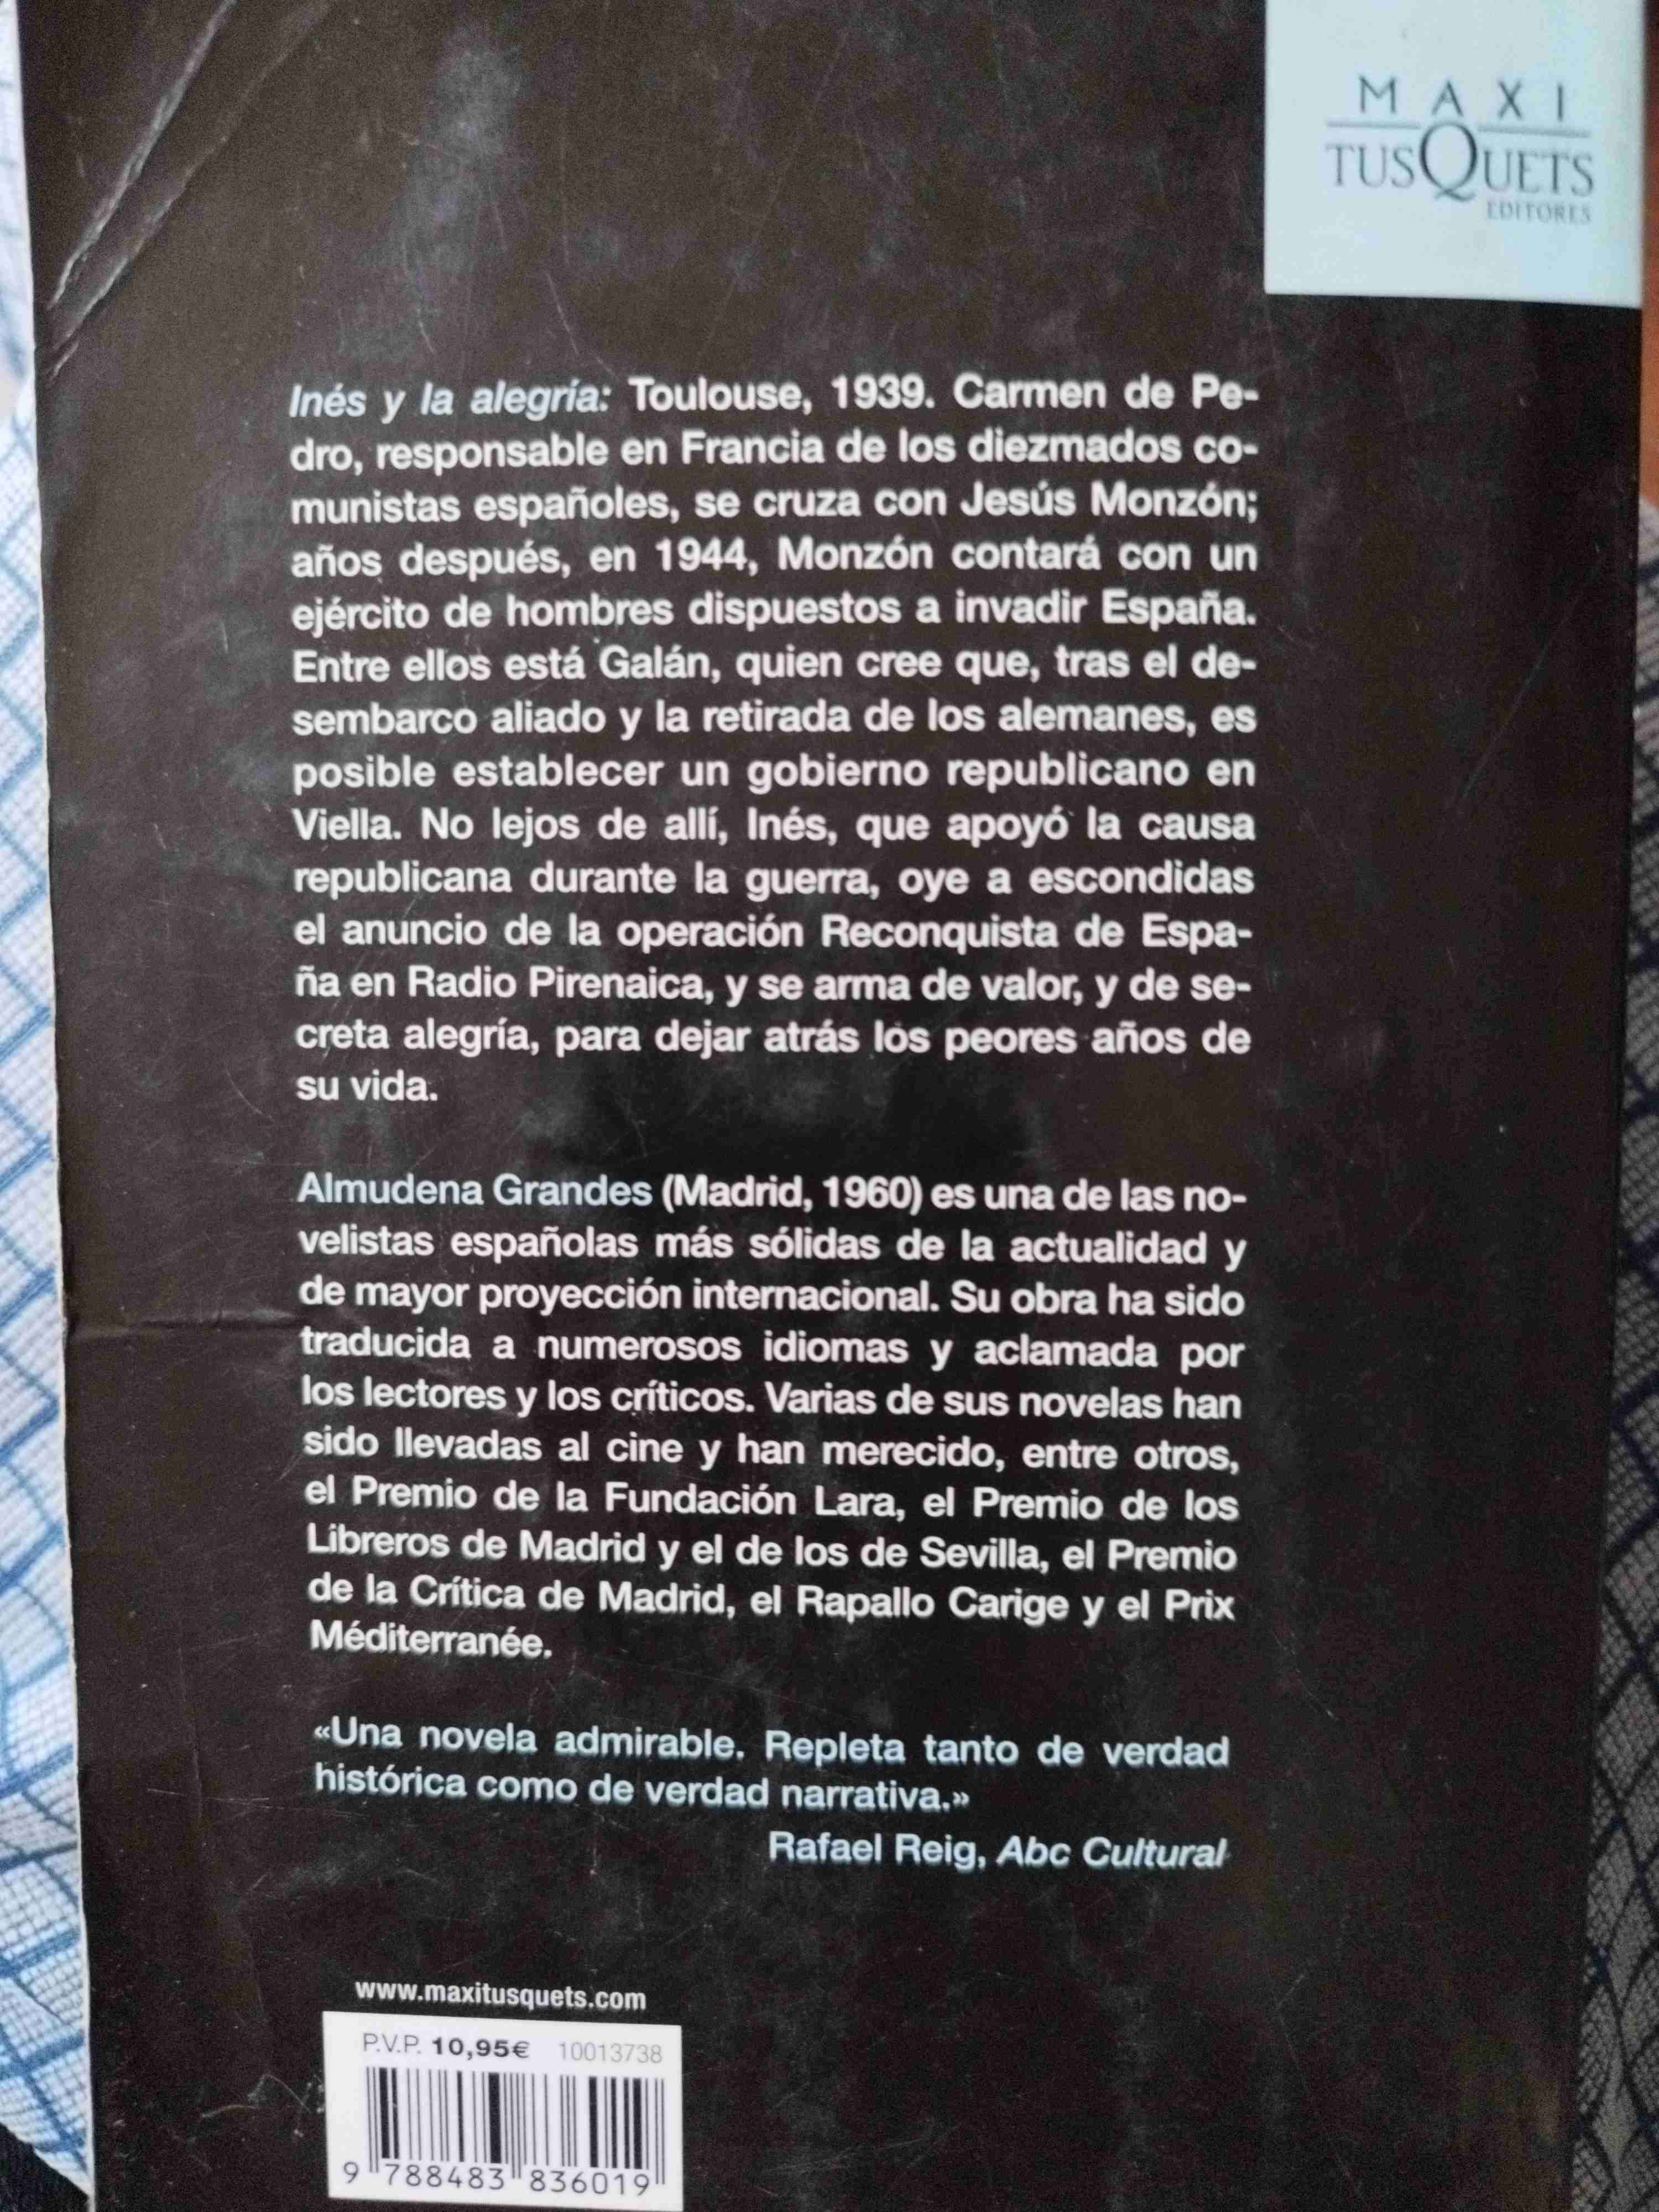 MAXI
TUSQUETS
EDITORES
Inés y la alegría: Toulouse, 1939. Carmen de Pe-
dro, responsable en Francia de los diezmados co-
munistas españoles, se cruza con Jesús Monzón;
años después, en 1944, Monzón contará con un
ejército de hombres dispuestos a invadir España.
Entre ellos está Galán, quien cree que, tras el de-
sembarco aliado y la retirada de los alemanes, es
posible establecer un gobierno republicano en
Viella. No lejos de allí, Inés, que apoyó la causa
republicana durante la guerra, oye a escondidas
el anuncio de la operación Reconquista de Espa-
ña en Radio Pirenaica, y se arma de valor, y de se-
creta alegría, para dejar atrás los peores años de
su vida.
Almudena Grandes (Madrid, 1960) es una de las no-
velistas españolas más sólidas de la actualidad y
de mayor proyección internacional. Su obra ha sido
traducida a numerosos idiomas y aclamada por
los lectores y los críticos. Varias de sus novelas han
sido llevadas al cine y han merecido, entre otros,
el Premio de la Fundación Lara, el Premio de los
Libreros de Madrid y el de los de Sevilla, el Premio
de la Crítica de Madrid, el Rapallo Carige y el Prix
Méditerranée.
«Una novela admirable. Repleta tanto de verdad
histórica como de verdad narrativa.»
Rafael Reig, Abc Cultural
www.maxitusquets.com
P.V.P. 10,95€ 10013738
9 788483 836019